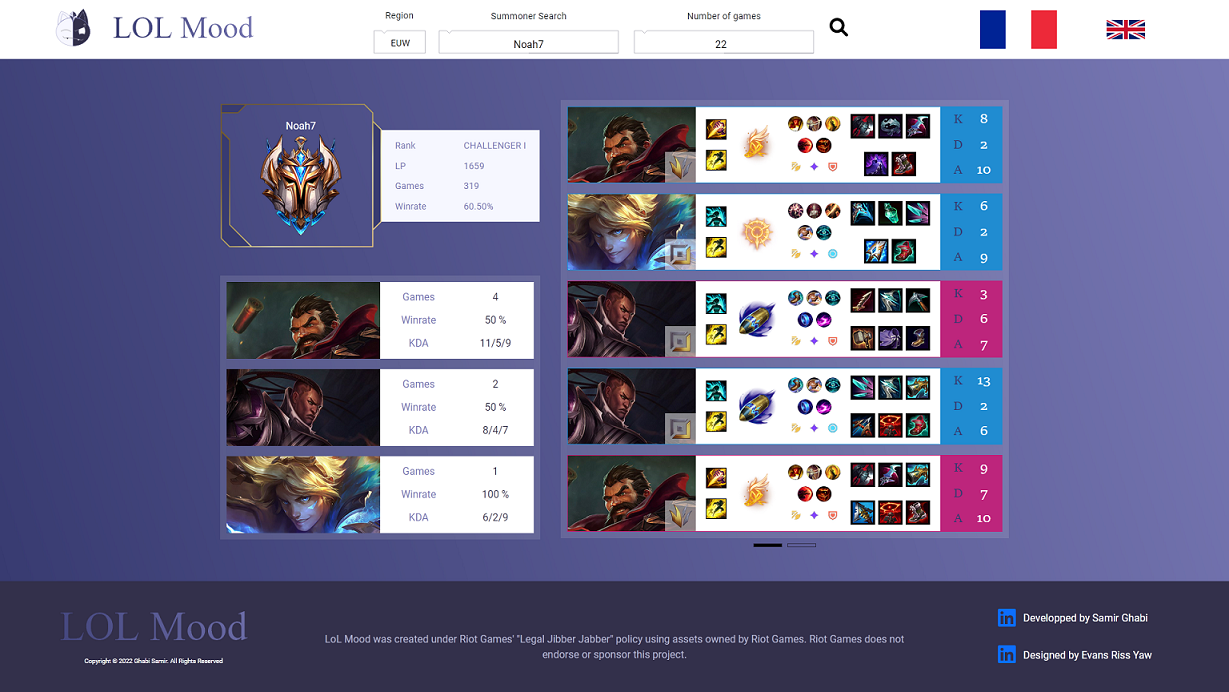 LOL Mood
Region
EUW
Summoner Search
Noah7
Number of games
22
Noah7
Rank CHALLENGER I
LP 1659
Games 319
Winrate 60.50%
Games 4
Winrate 50 %
KDA 11/5/9
Games 2
Winrate 50 %
KDA 8/4/7
Games 1
Winrate 100 %
KDA 6/2/9
K 8
D 2
A 10
K 6
D 2
A 9
K 3
D 6
A 7
K 13
D 2
A 6
K 9
D 7
A 10
LOL Mood
Copyright © 2022 Ghabi Samir. All Rights Reserved
LoL Mood was created under Riot Games' "Legal Jibber Jabber" policy using assets owned by Riot Games. Riot Games does not
endorse or sponsor this project.
in Developped by Samir Ghabi
in Designed by Evans Riss Yaw